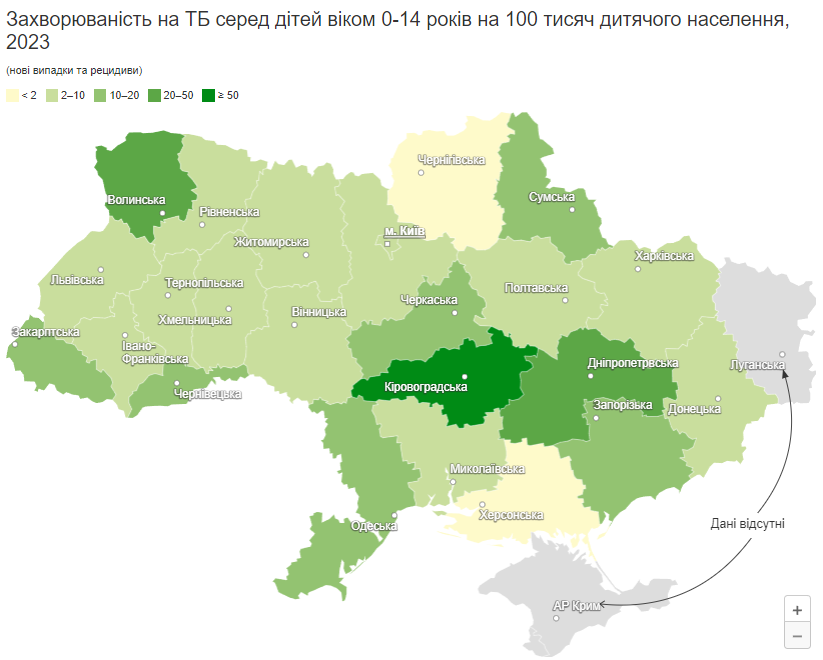 Захворюваність на ТБ серед дітей віком 0-14 років на 100 тисяч дитячого населення,
2023
(нові випадки та рецидиви)
< 2 2–10 10–20 20–50 ≥ 50
Чернігівська
Волинська
Сумська
Рівненська
м. Київ
Житомирська
Харківська
Львівська
Тернопільська
Полтавська
Черкаська
Хмельницька
Вінницька
Закарптська
Івано-
Франківська
Дніпропетрвська
Луганська
Кіровоградська
Чернівецька
Запорізька
Донецька
Миколаївська
Херсонська
Одеська
Дані відсутні
АР Крим
+
−